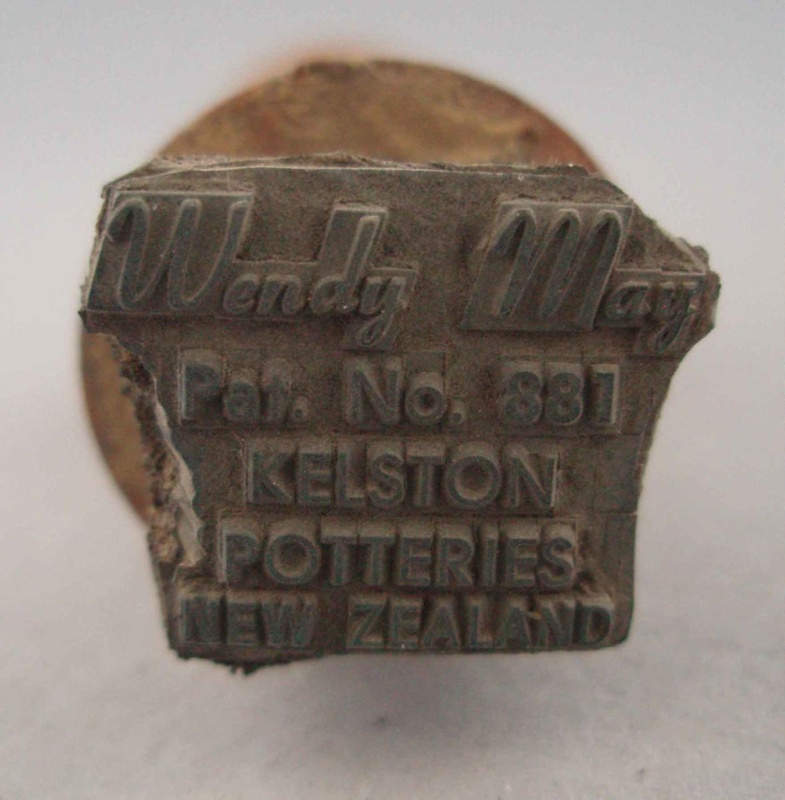 Wendy May
Pat. No. 881
KELSTON
POTTERIES
NEW ZEALAND